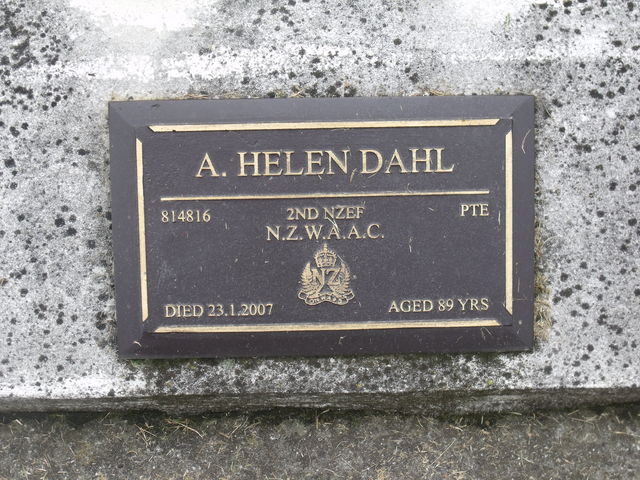 A. HELEN DAHL
814816 2ND NZEF PTE
N.Z.W.A.A.C.
NZ
DIED 23.1.2007 AGED 89 YRS